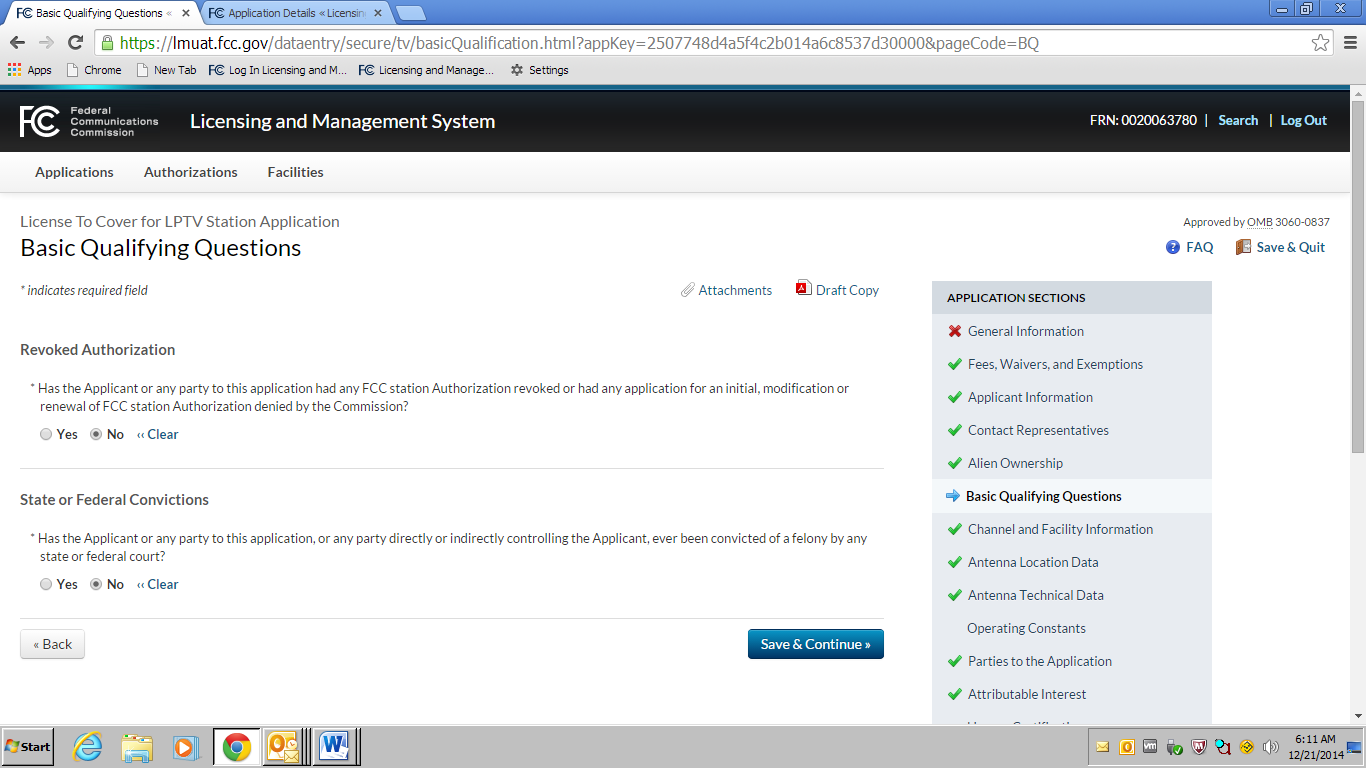 FCC Basic Qualifying Questions «
FCC Application Details « Licensin
https://lmuat.fcc.gov/dataentry/secure/tv/basicQualification.html?appKey=2507748d4a5f4c2b014a6c8537d30000&pageCode=BQ
Apps Chrome New Tab FCC Log In Licensing and M... FCC Licensing and Manage... Settings
FCC Federal Communications Commission
Licensing and Management System
FRN: 0020063780 | Search | Log Out
Applications Authorizations Facilities
License To Cover for LPTV Station Application
Approved by OMB 3060-0837
Basic Qualifying Questions
? FAQ Save & Quit
* indicates required field
Attachments Draft Copy
Revoked Authorization
* Has the Applicant or any party to this application had any FCC station Authorization revoked or had any application for an initial, modification or
renewal of FCC station Authorization denied by the Commission?
Yes No ‹‹ Clear
State or Federal Convictions
* Has the Applicant or any party to this application, or any party directly or indirectly controlling the Applicant, ever been convicted of a felony by any
state or federal court?
Yes No ‹‹ Clear
« Back
Save & Continue »
APPLICATION SECTIONS
General Information
Fees, Waivers, and Exemptions
Applicant Information
Contact Representatives
Alien Ownership
Basic Qualifying Questions
Channel and Facility Information
Antenna Location Data
Antenna Technical Data
Operating Constants
Parties to the Application
Attributable Interest
Start
6:11 AM
12/21/2014